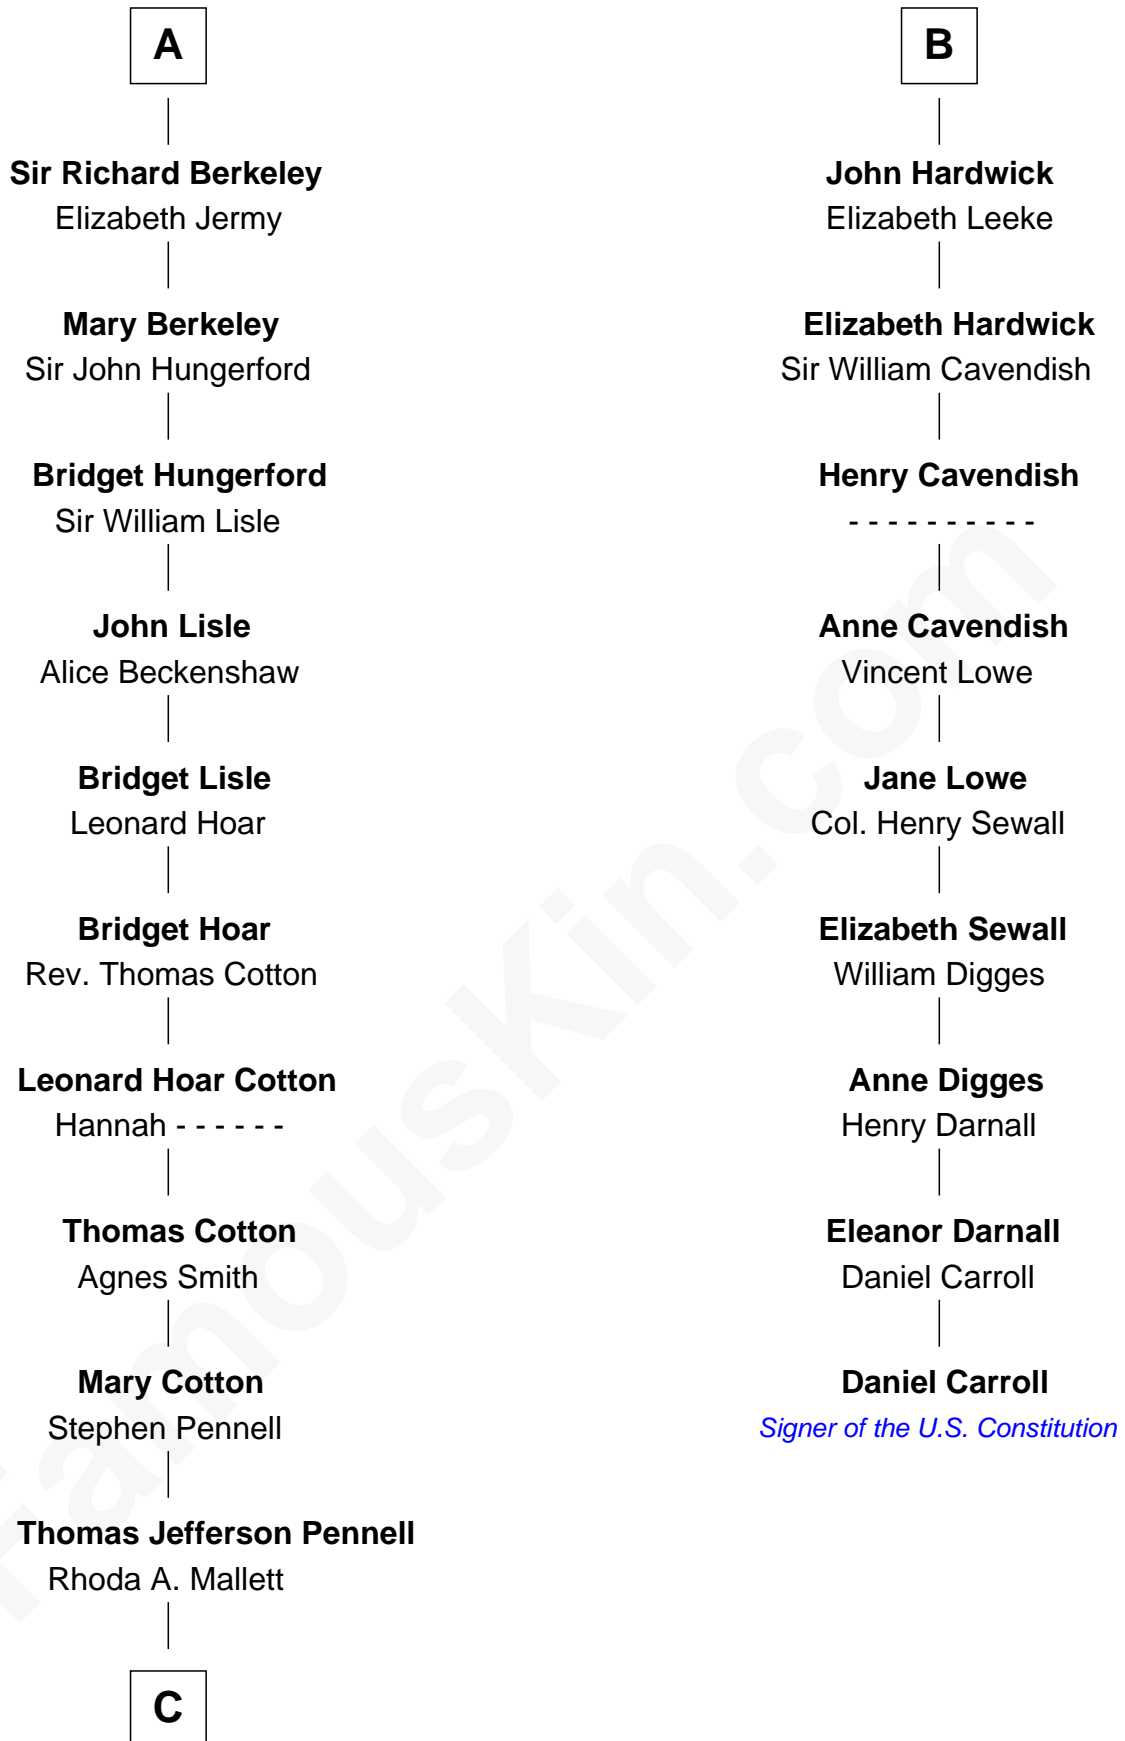 A
Sir Richard Berkeley
Elizabeth Jermy
Mary Berkeley
Sir John Hungerford
Bridget Hungerford
Sir William Lisle
John Lisle
Alice Beckenshaw
Bridget Lisle
Leonard Hoar
Bridget Hoar
Rev. Thomas Cotton
Leonard Hoar Cotton
Hannah - - - - - -
Thomas Cotton
Agnes Smith
Mary Cotton
Stephen Pennell
Thomas Jefferson Pennell
Rhoda A. Mallett
C
B
John Hardwick
Elizabeth Leeke
Elizabeth Hardwick
Sir William Cavendish
Henry Cavendish
- - - - - - - - - -
Anne Cavendish
Vincent Lowe
Jane Lowe
Col. Henry Sewall
Elizabeth Sewall
William Digges
Anne Digges
Henry Darnall
Eleanor Darnall
Daniel Carroll
Daniel Carroll
Signer of the U.S. Constitution
FamousKin.com